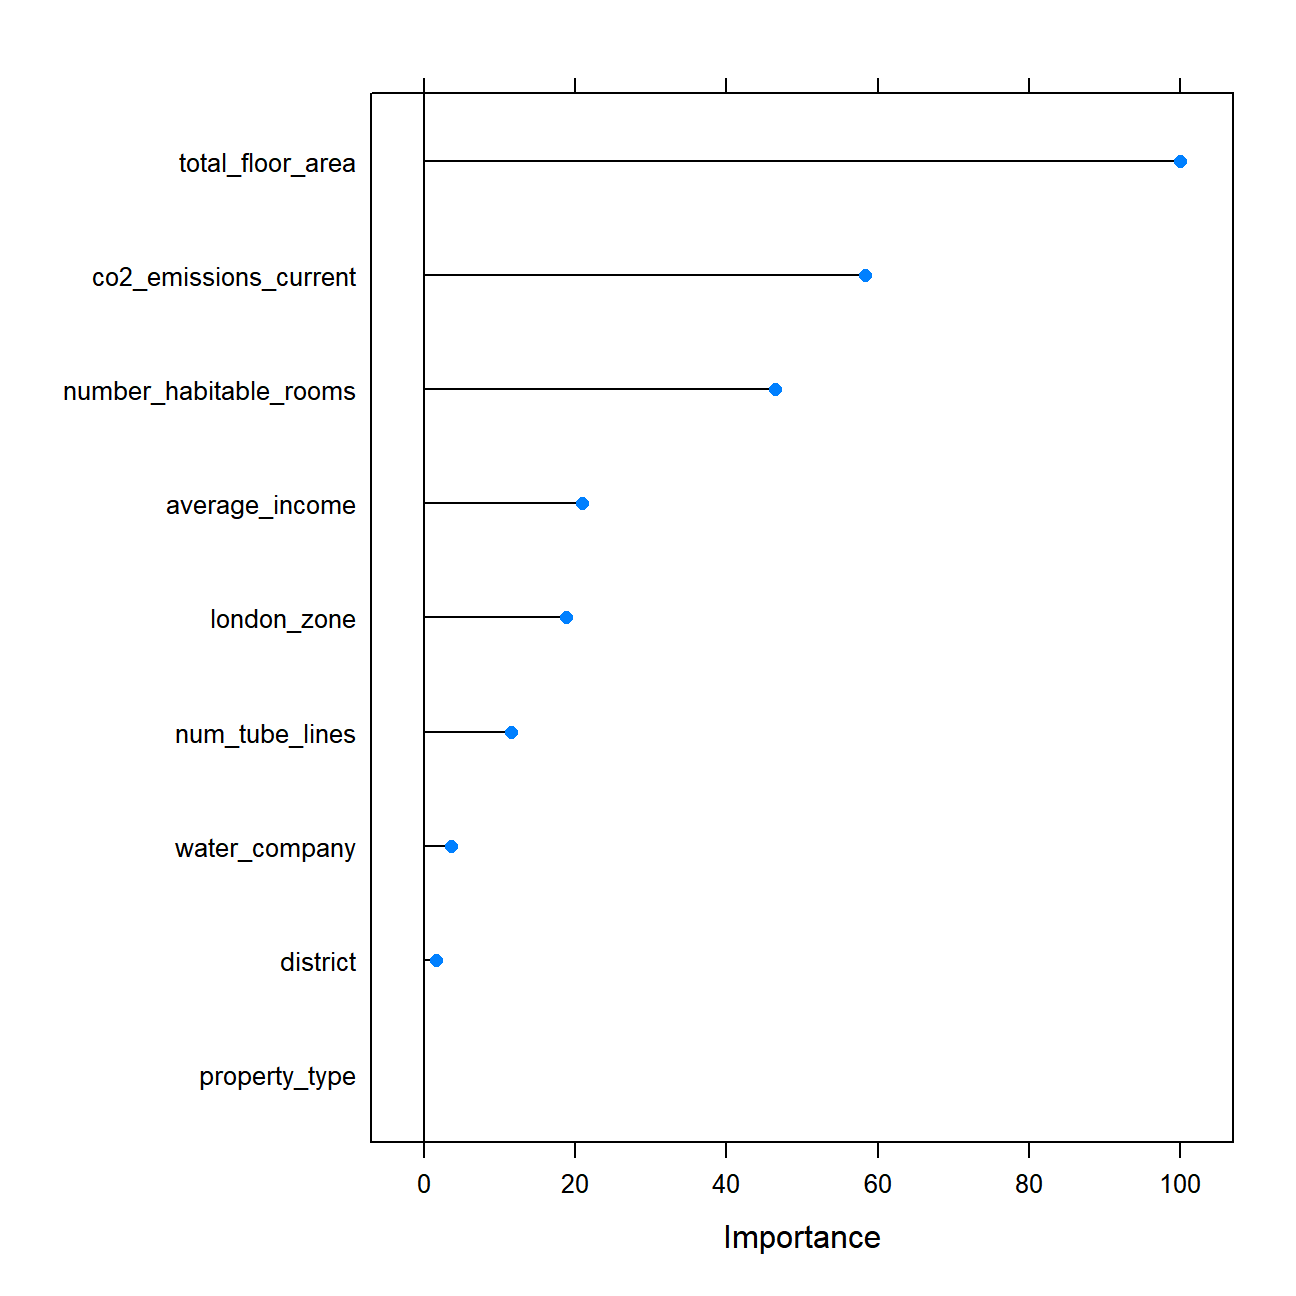 total_floor_area
co2_emissions_current
number_habitable_rooms
average_income
london_zone
num_tube_lines
water_company
district
property_type
0 20 40 60 80 100
Importance